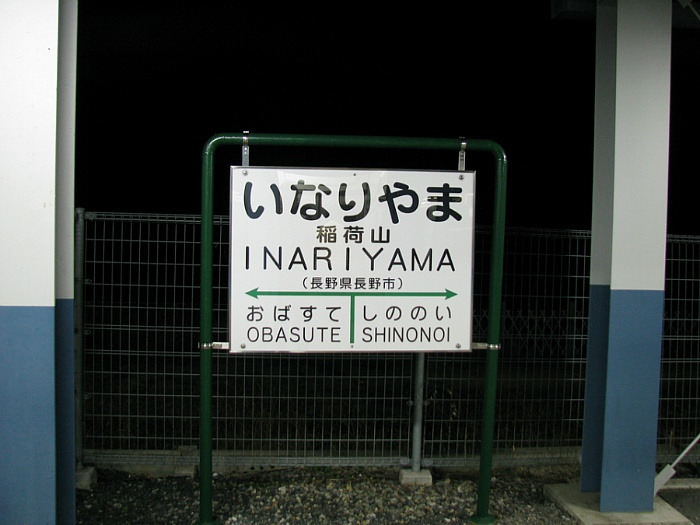 いなりやま
稲荷山
INARIYAMA
（長野県長野市）
おばすて しののい
OBASUTE SHINONOI